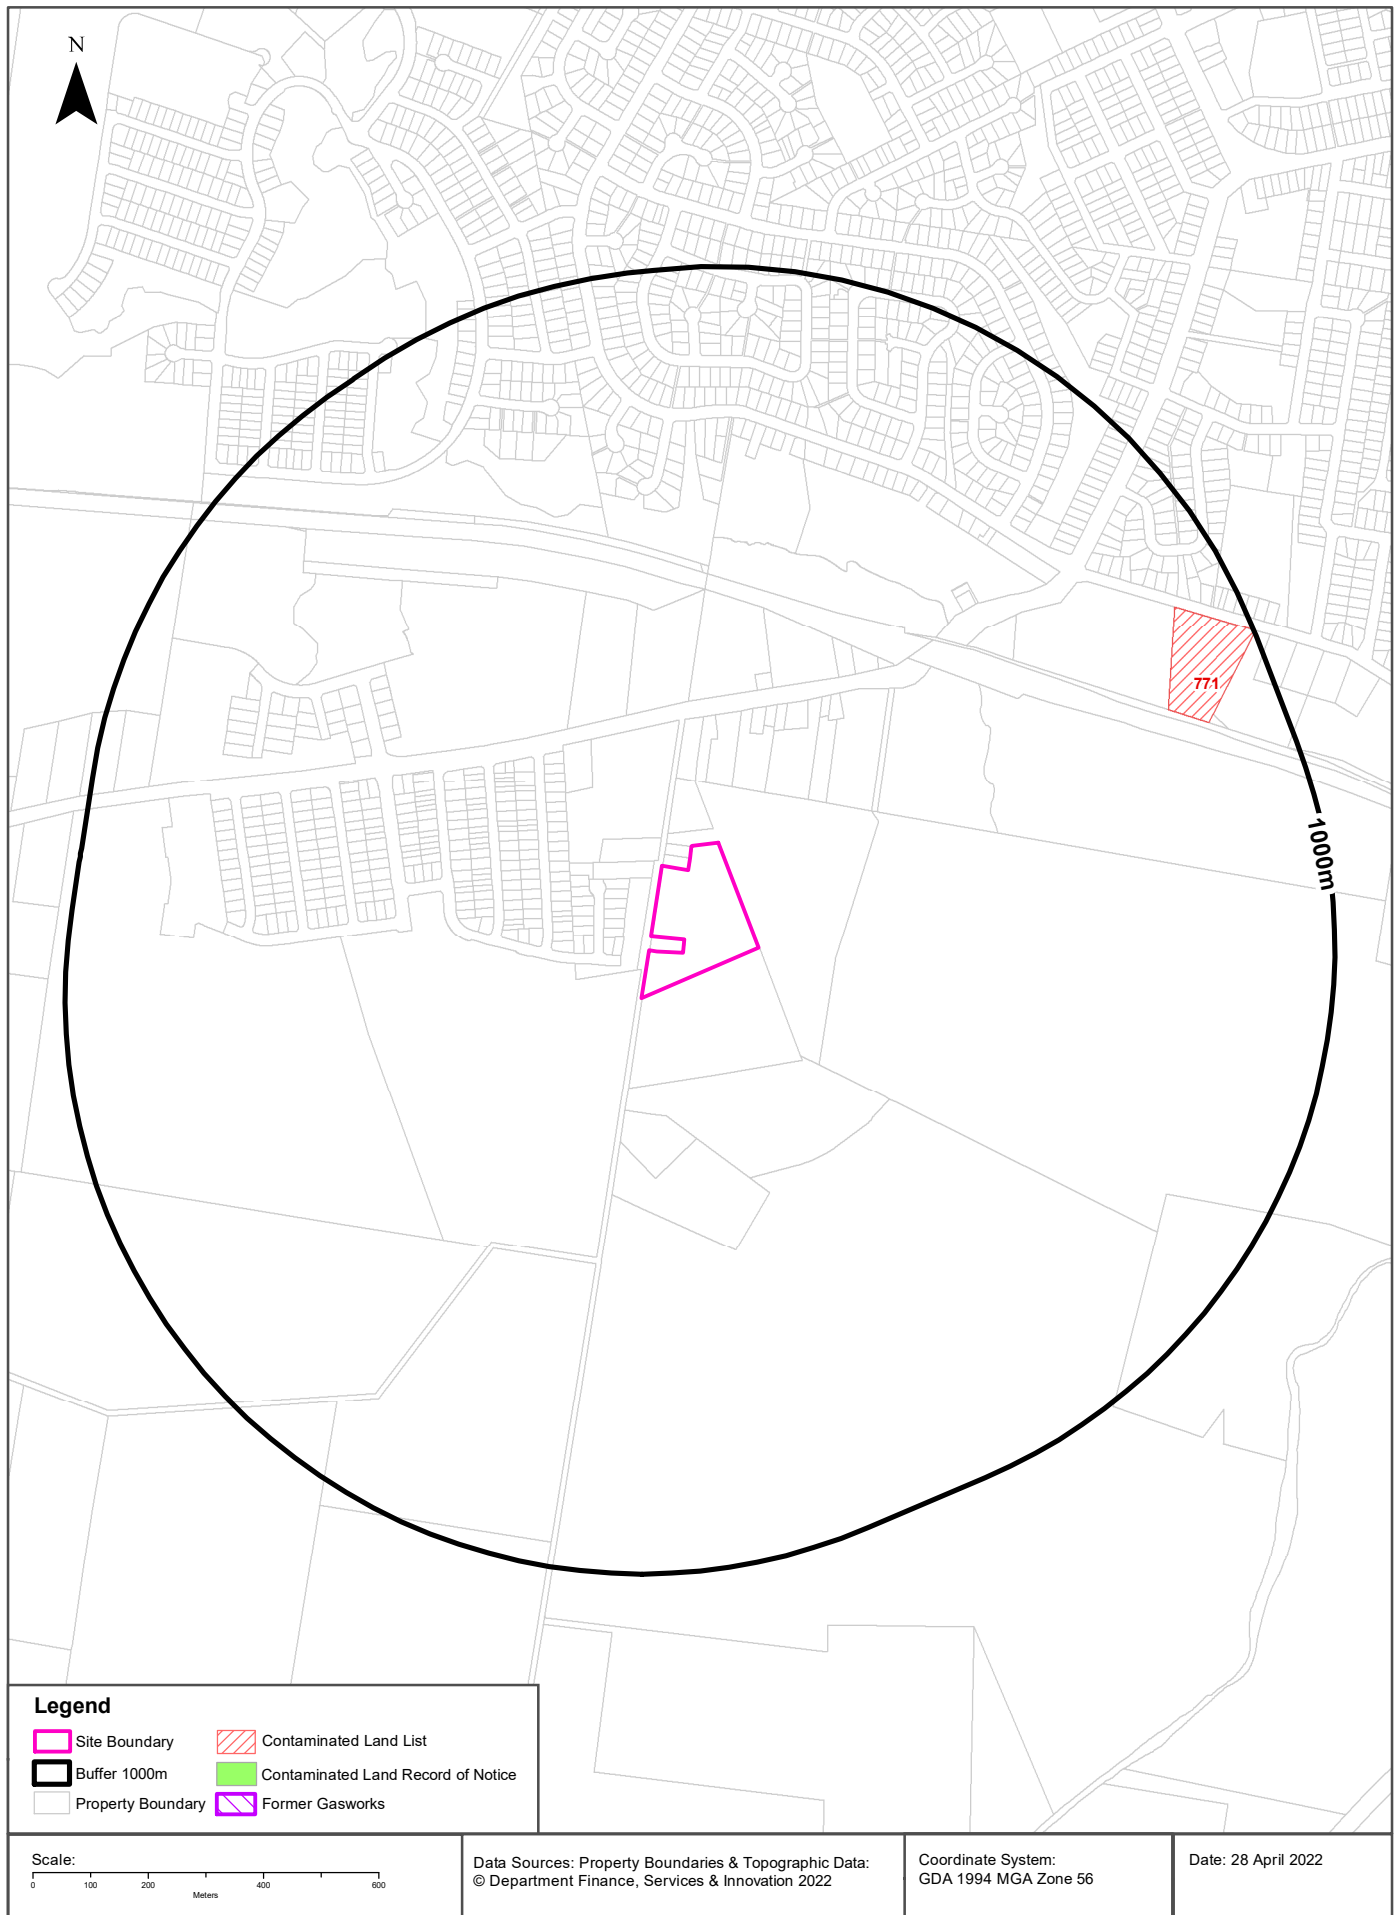 N
771
1000m
Legend
Site Boundary
Contaminated Land List
Buffer 1000m
Contaminated Land Record of Notice
Property Boundary
Former Gasworks
Scale:
0 100 200 400 600
Meters
Data Sources: Property Boundaries & Topographic Data:
© Department Finance, Services & Innovation 2022
Coordinate System:
GDA 1994 MGA Zone 56
Date: 28 April 2022